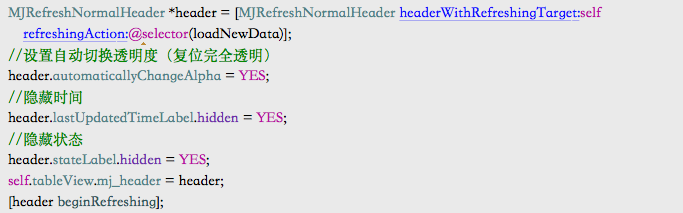 MJRefreshNormalHeader *header = [MJRefreshNormalHeader headerWithRefreshingTarget:self
refreshingAction:@selector(loadNewData)];
//设置自动切换透明度（复位完全透明）
header.automaticallyChangeAlpha = YES;
//隐藏时间
header.lastUpdatedTimeLabel.hidden = YES;
//隐藏状态
header.stateLabel.hidden = YES;
self.tableView.mj_header = header;
[header beginRefreshing];